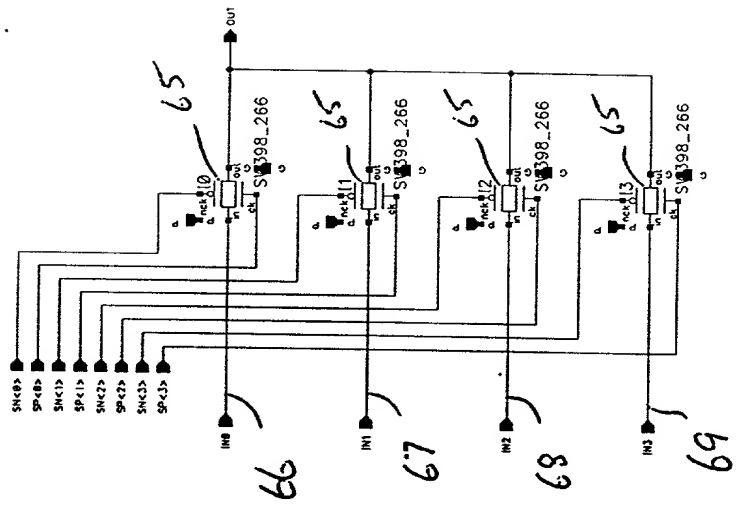 OUT
65
I0
SW398_266
nck
a
in
out
ck
65
I1
SW398_266
nck
a
in
out
ck
65
I2
SW398_266
nck
a
in
out
ck
65
I3
SW398_266
nck
a
in
out
ck
SN<0>
SP<0>
SN<1>
SP<1>
SN<2>
SP<2>
SN<3>
SP<3>
IN0
66
IN1
67
IN2
68
IN3
69